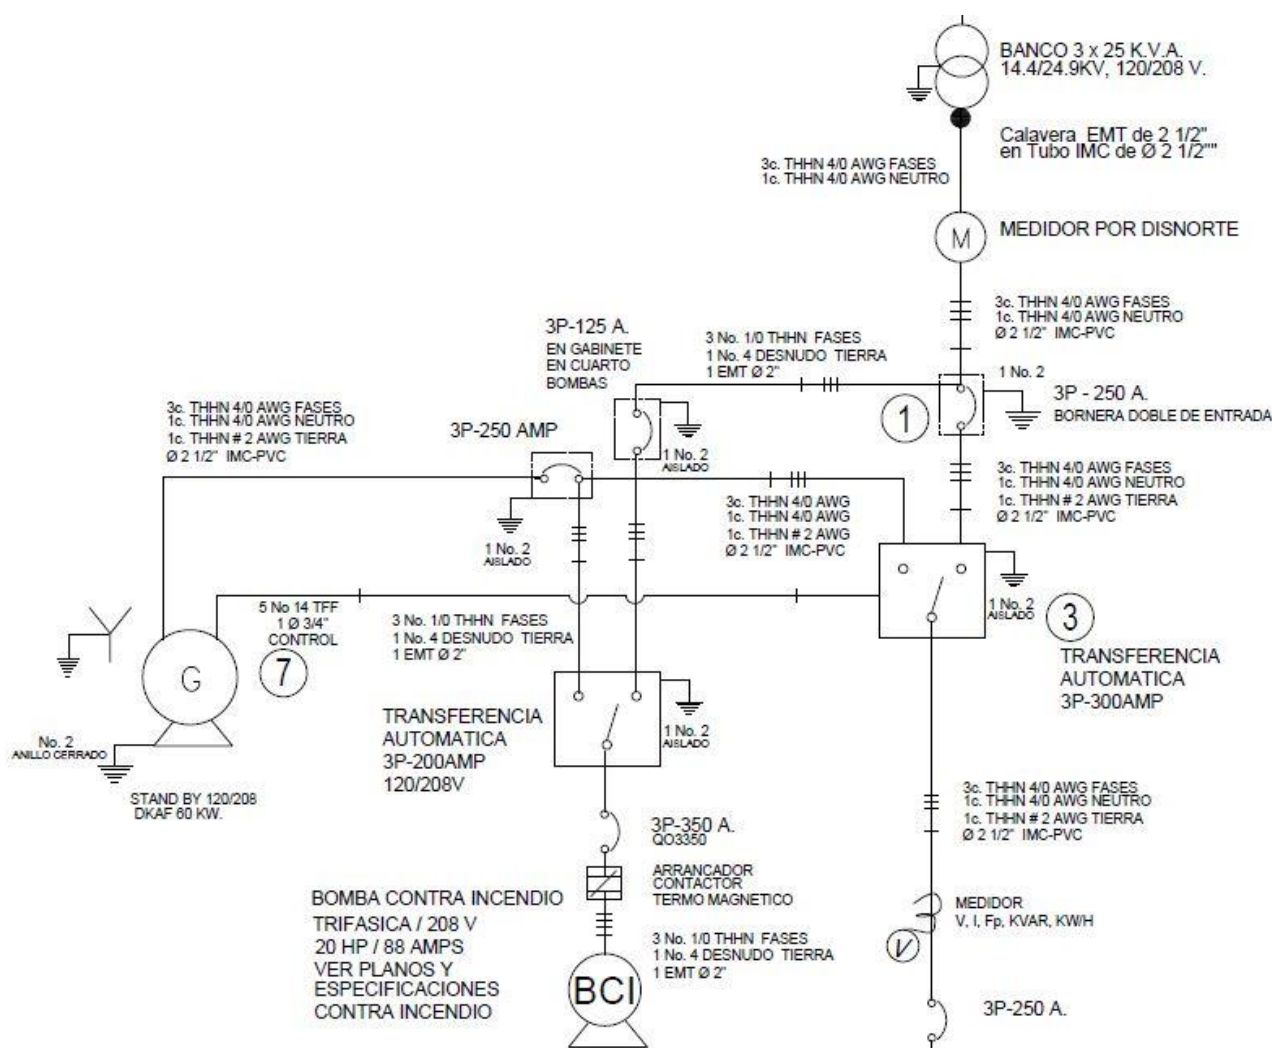 BANCO 3 x 25 K.V.A.
14.4/24.9KV, 120/208 V.
Calavera EMT de 2 1/2"
en Tubo IMC de Ø 2 1/2""
3c. THHN 4/0 AWG FASES
1c. THHN 4/0 AWG NEUTRO
M
MEDIDOR POR DISNORTE
3c. THHN 4/0 AWG FASES
1c. THHN 4/0 AWG NEUTRO
Ø 2 1/2" IMC-PVC
3P-125 A.
EN GABINETE
EN CUARTO
BOMBAS
3 No. 1/0 THHN FASES
1 No. 4 DESNUDO TIERRA
1 EMT Ø 2"
1 No. 2
3P - 250 A.
BORNERA DOBLE DE ENTRADA
1
3c. THHN 4/0 AWG FASES
1c. THHN 4/0 AWG NEUTRO
1c. THHN # 2 AWG TIERRA
Ø 2 1/2" IMC-PVC
3P-250 AMP
1 No. 2
AISLADO
3c. THHN 4/0 AWG FASES
1c. THHN 4/0 AWG NEUTRO
1c. THHN # 2 AWG TIERRA
Ø 2 1/2" IMC-PVC
3c. THHN 4/0 AWG
1c. THHN 4/0 AWG
1c. THHN # 2 AWG
Ø 2 1/2" IMC-PVC
1 No. 2
AISLADO
5 No 14 TFF
1 Ø 3/4"
CONTROL
3 No. 1/0 THHN FASES
1 No. 4 DESNUDO TIERRA
1 EMT Ø 2"
1 No. 2
AISLADO
3
TRANSFERENCIA
AUTOMATICA
3P-300AMP
G
7
No. 2
ANILLO CERRADO
STAND BY 120/208
DKAF 60 KW.
TRANSFERENCIA
AUTOMATICA
3P-200AMP
120/208V
1 No. 2
AISLADO
3c. THHN 4/0 AWG FASES
1c. THHN 4/0 AWG NEUTRO
1c. THHN # 2 AWG TIERRA
Ø 2 1/2" IMC-PVC
3P-350 A.
QO3350
ARRANCADOR
CONTACTOR
TERMO MAGNETICO
BOMBA CONTRA INCENDIO
TRIFASICA / 208 V
20 HP / 88 AMPS
VER PLANOS Y
ESPECIFICACIONES
CONTRA INCENDIO
3 No. 1/0 THHN FASES
1 No. 4 DESNUDO TIERRA
1 EMT Ø 2"
BCI
MEDIDOR
V, I, Fp, KVAR, KW/H
V
3P-250 A.